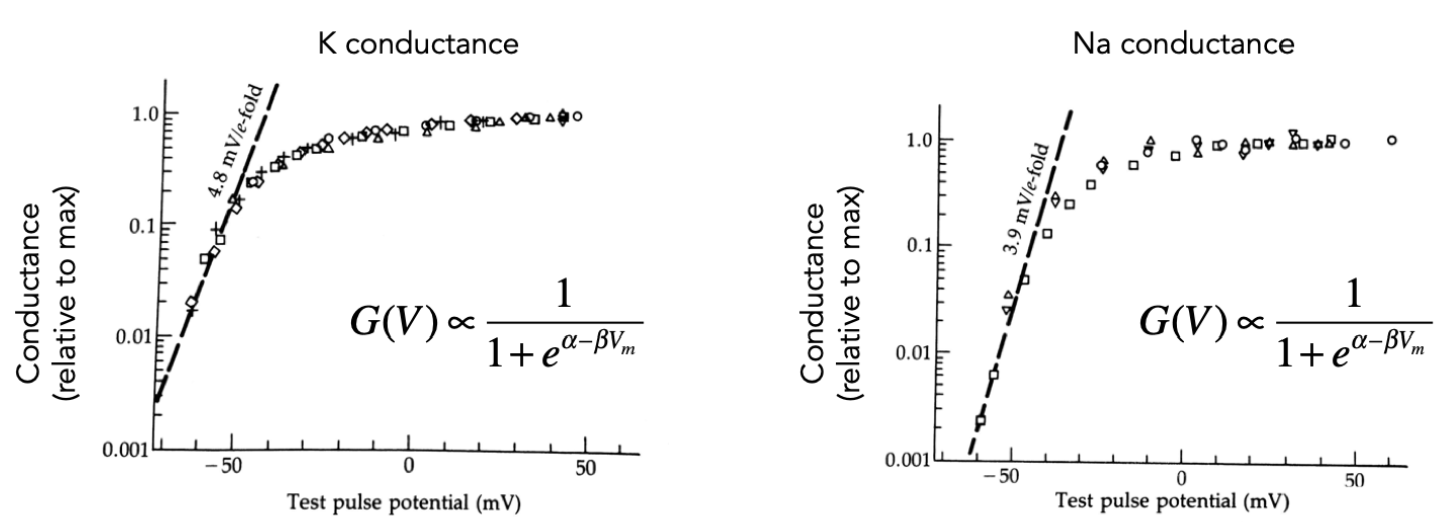 K conductance
1.0
0.1
0.01
0.001
Conductance
(relative to max)
4.8 mV/e-fold
G(V) ∝ 1 / (1 + e^(α−βVₘ))
−50 0 50
Test pulse potential (mV)
Na conductance
1.0
0.1
0.01
0.001
Conductance
(relative to max)
3.9 mV/e-fold
G(V) ∝ 1 / (1 + e^(α−βVₘ))
−50 0 50
Test pulse potential (mV)